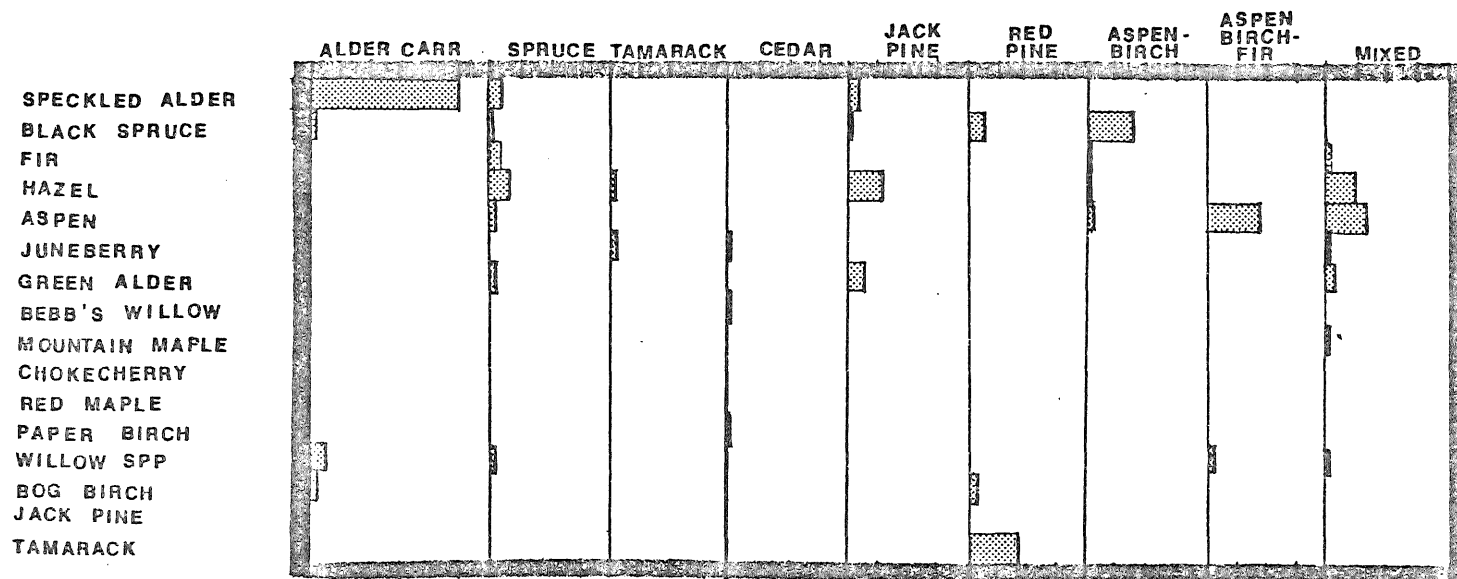 ALDER CARR SPRUCE TAMARACK CEDAR JACK PINE RED PINE ASPEN-BIRCH ASPEN BIRCH-FIR MIXED
SPECKLED ALDER
BLACK SPRUCE
FIR
HAZEL
ASPEN
JUNEBERRY
GREEN ALDER
BEBB'S WILLOW
MOUNTAIN MAPLE
CHOKECHERRY
RED MAPLE
PAPER BIRCH
WILLOW SPP
BOG BIRCH
JACK PINE
TAMARACK